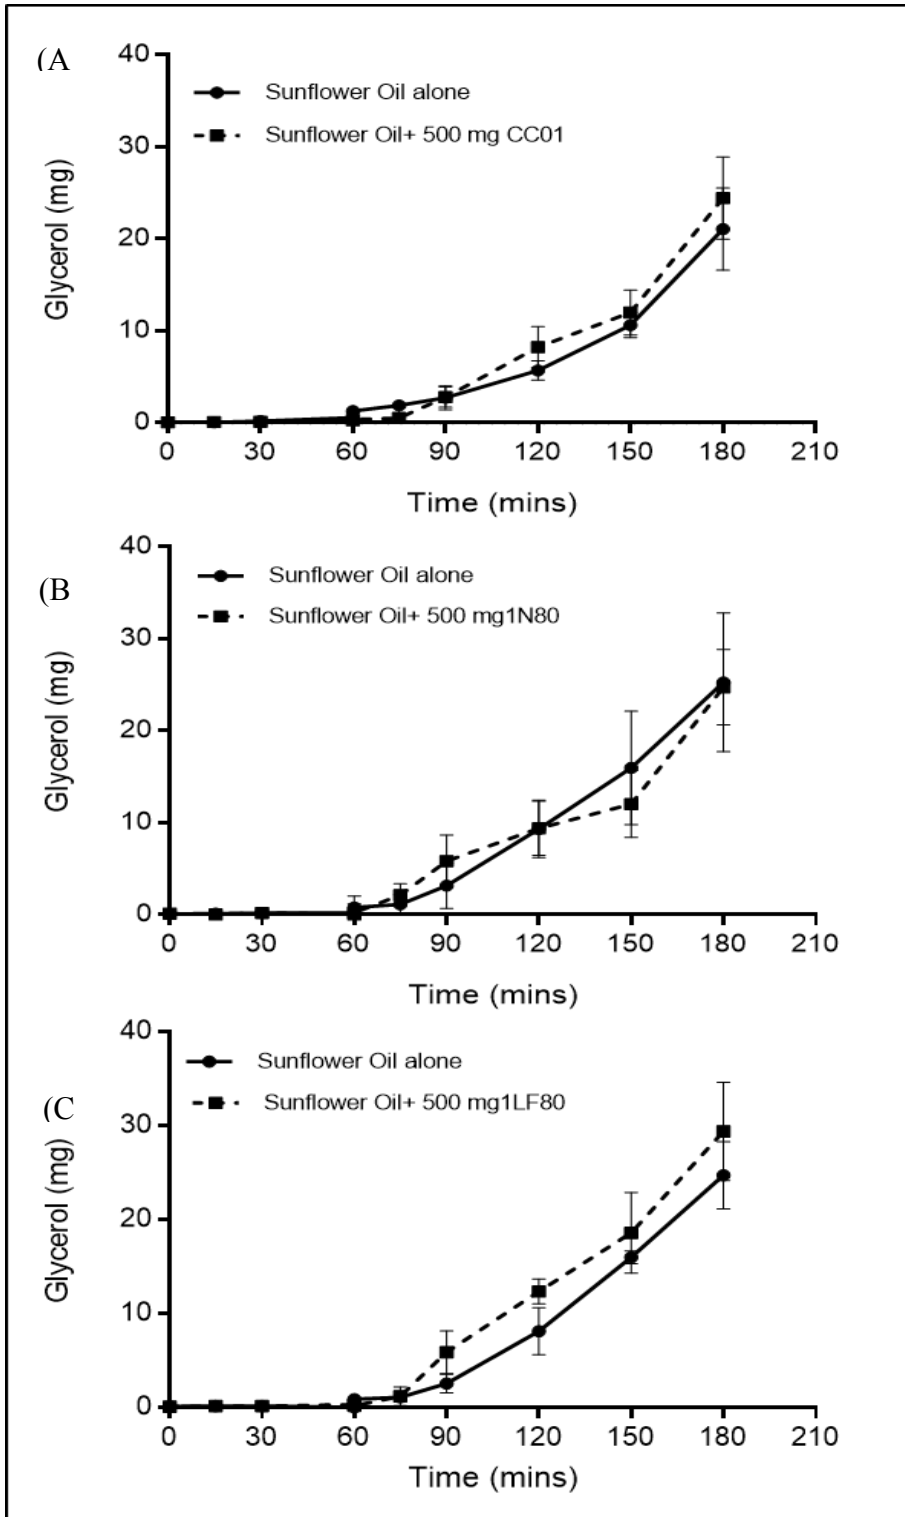 (A
40
30
20
10
0
Glycerol (mg)
Sunflower Oil alone
Sunflower Oil+ 500 mg CC01
0 30 60 90 120 150 180 210
Time (mins)
(B
40
30
20
10
0
Glycerol (mg)
Sunflower Oil alone
Sunflower Oil+ 500 mg1N80
0 30 60 90 120 150 180 210
Time (mins)
(C
40
30
20
10
0
Glycerol (mg)
Sunflower Oil alone
Sunflower Oil+ 500 mg1LF80
0 30 60 90 120 150 180 210
Time (mins)